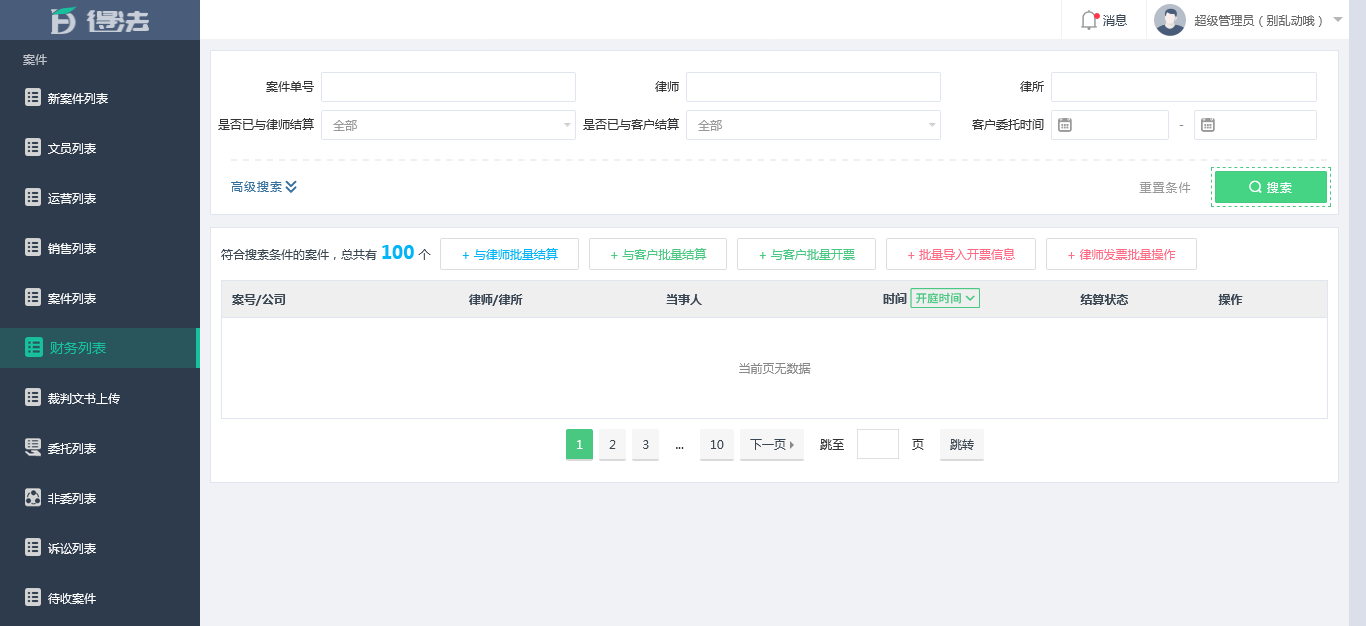 得法
消息
超级管理员（别乱动哦）
案件
新案件列表
文员列表
运营列表
销售列表
案件列表
财务列表
裁判文书上传
委托列表
非委列表
诉讼列表
待收案件
案件单号
律师
律所
是否已与律师结算 全部
是否已与客户结算 全部
客户委托时间 -
高级搜索
重置条件
搜索
符合搜索条件的案件，总共有 100 个
+ 与律师批量结算
+ 与客户批量结算
+ 与客户批量开票
+ 批量导入开票信息
+ 律师发票批量操作
案号/公司 律师/律所 当事人 时间 开庭时间 结算状态 操作
当前页无数据
1 2 3 ... 10 下一页 跳至 页 跳转